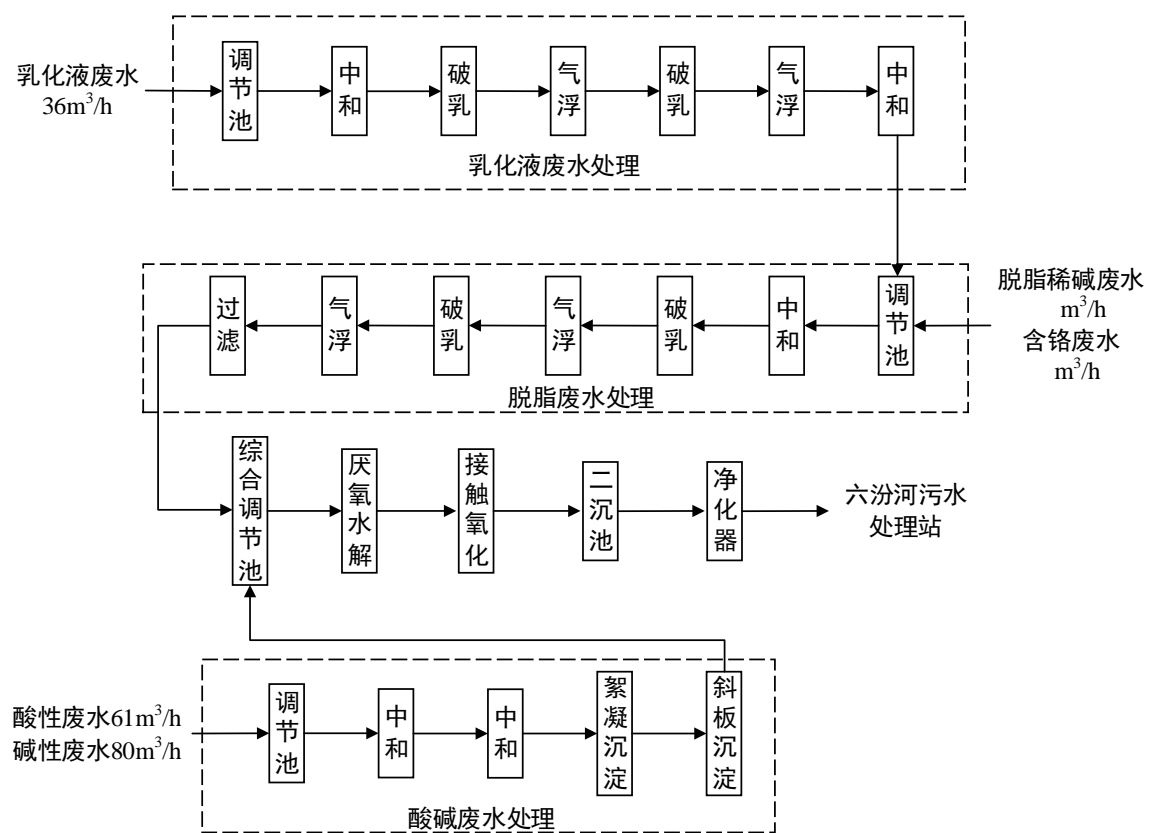 乳化液废水
36m³/h
调节池
中和
破乳
气浮
破乳
气浮
中和
乳化液废水处理
过滤
气浮
破乳
气浮
破乳
中和
调节池
脱脂稀碱废水
m³/h
含铬废水
m³/h
脱脂废水处理
综合调节池
厌氧水解
接触氧化
二沉池
净化器
六汾河污水
处理站
酸性废水61m³/h
碱性废水80m³/h
调节池
中和
中和
絮凝沉淀
斜板沉淀
酸碱废水处理